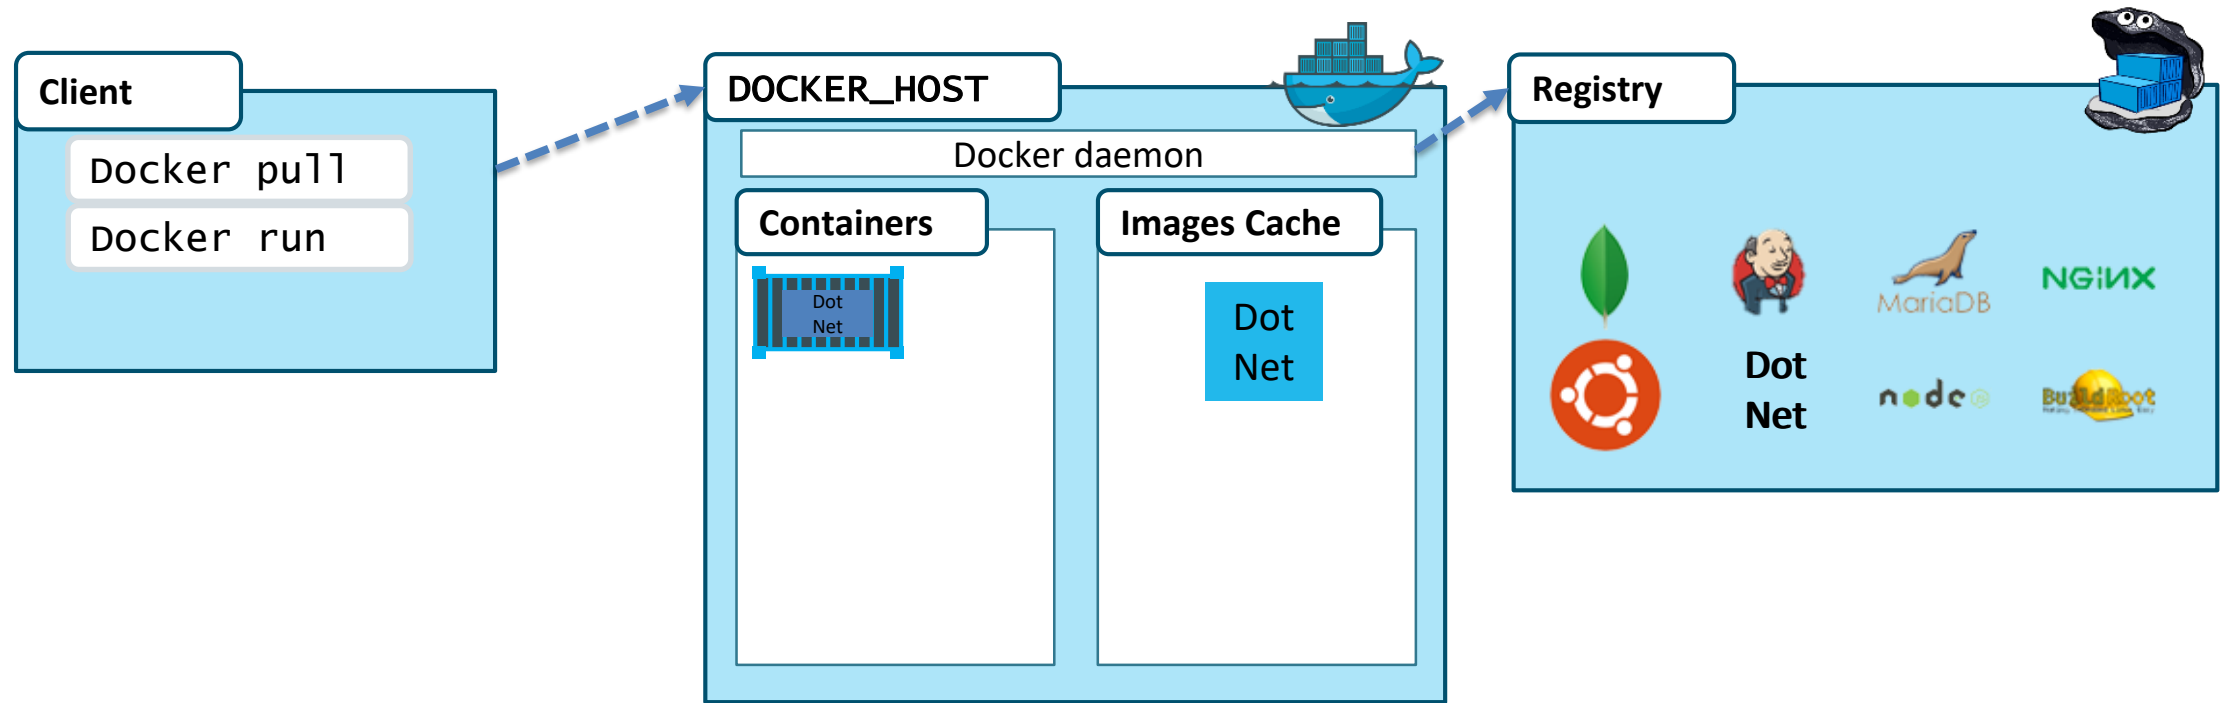 Client
Docker pull
Docker run
DOCKER_HOST
Docker daemon
Containers
Dot
Net
Images Cache
Dot
Net
Registry
MariaDB
NGINX
Dot
Net
node
BuildRoot